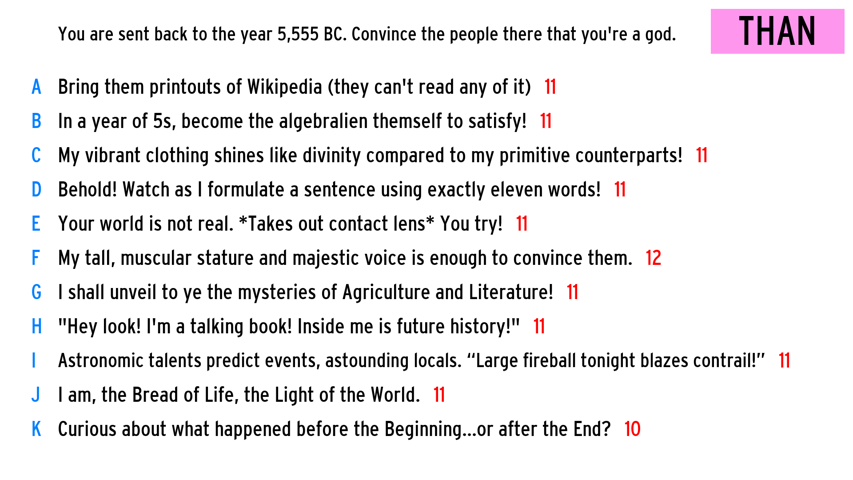 You are sent back to the year 5,555 BC. Convince the people there that you're a god.
THAN
A Bring them printouts of Wikipedia (they can't read any of it) 11
B In a year of 5s, become the algebralien themself to satisfy! 11
C My vibrant clothing shines like divinity compared to my primitive counterparts! 11
D Behold! Watch as I formulate a sentence using exactly eleven words! 11
E Your world is not real. *Takes out contact lens* You try! 11
F My tall, muscular stature and majestic voice is enough to convince them. 12
G I shall unveil to ye the mysteries of Agriculture and Literature! 11
H "Hey look! I'm a talking book! Inside me is future history!" 11
I Astronomic talents predict events, astounding locals. “Large fireball tonight blazes contrail!” 11
J I am, the Bread of Life, the Light of the World. 11
K Curious about what happened before the Beginning...or after the End? 10